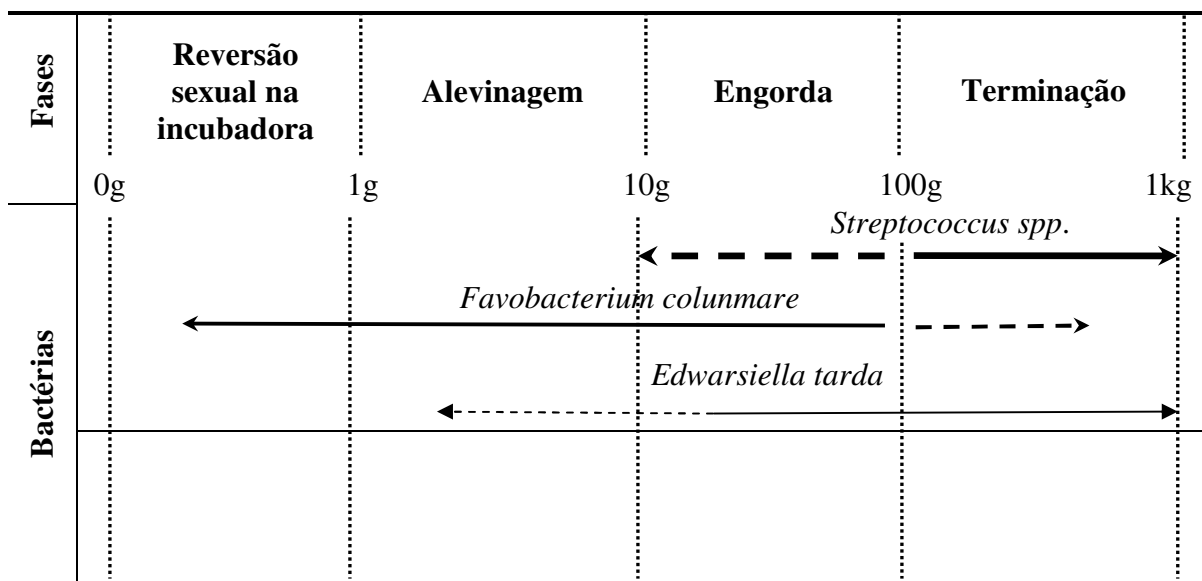 Fases
Reversão
sexual na
incubadora
Alevinagem
Engorda
Terminação
0g
1g
10g
100g
1kg
Bactérias
Streptococcus spp.
Favobacterium colunmare
Edwarsiella tarda